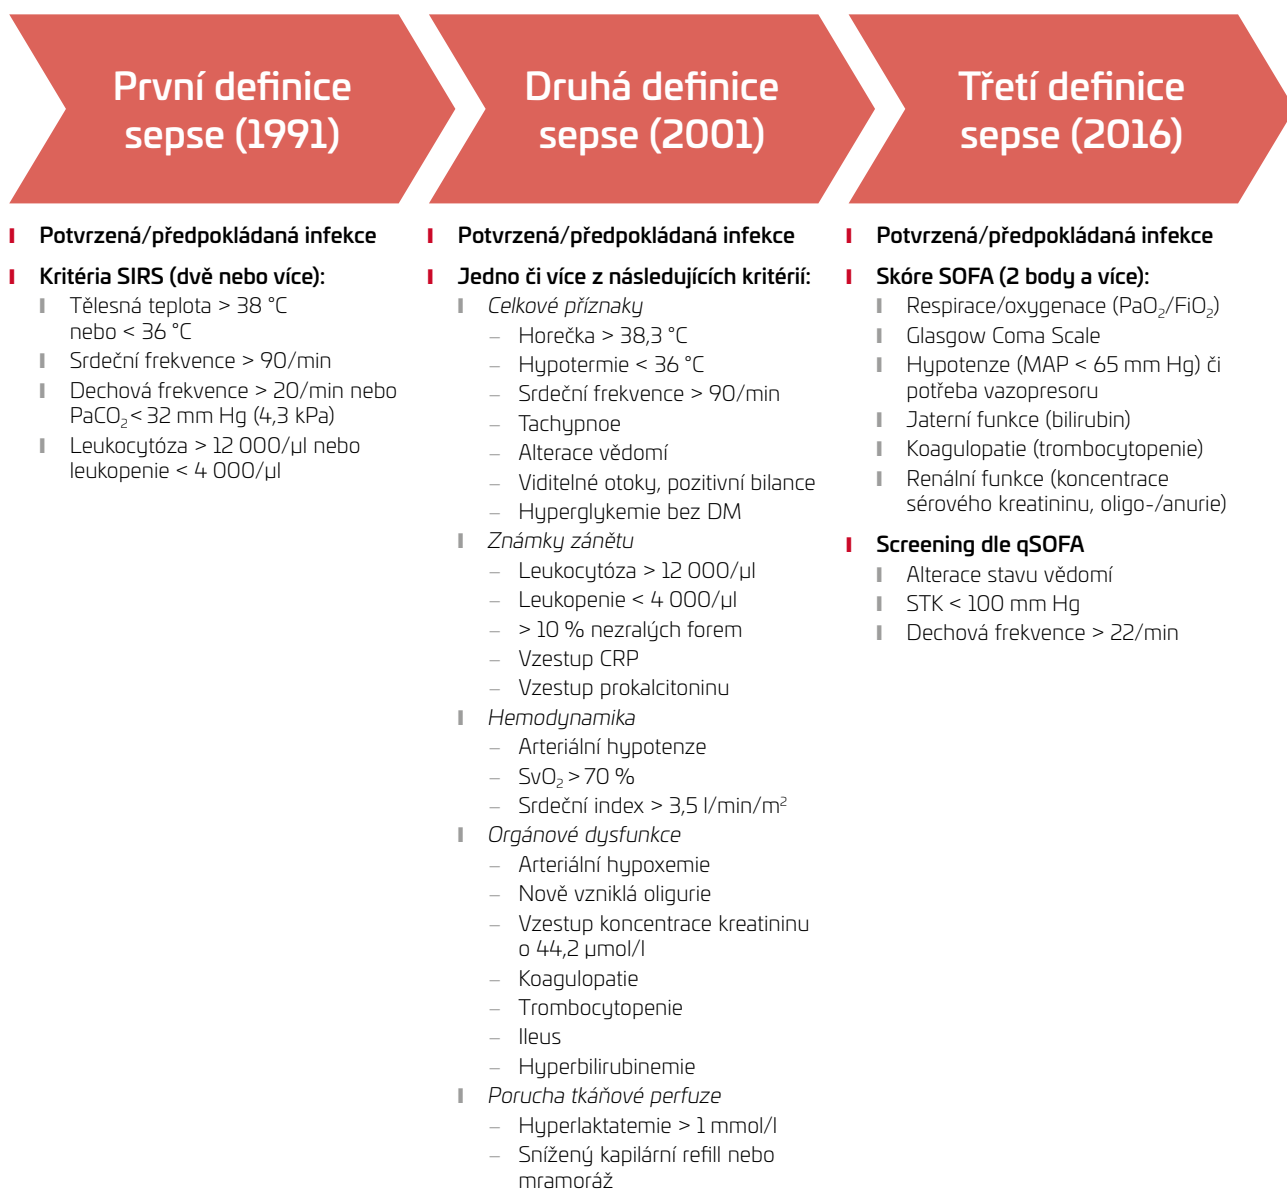 První definice
sepse (1991)
Druhá definice
sepse (2001)
Třetí definice
sepse (2016)
Potvrzená/předpokládaná infekce
Kritéria SIRS (dvě nebo více):
Tělesná teplota > 38 °C
nebo < 36 °C
Srdeční frekvence > 90/min
Dechová frekvence > 20/min nebo
PaCO₂ < 32 mm Hg (4,3 kPa)
Leukocytóza > 12 000/µl nebo
leukopenie < 4 000/µl
Potvrzená/předpokládaná infekce
Jedno či více z následujících kritérií:
Celkové příznaky
– Horečka > 38,3 °C
– Hypotermie < 36 °C
– Srdeční frekvence > 90/min
– Tachypnoe
– Alterace vědomí
– Viditelné otoky, pozitivní bilance
– Hyperglykemie bez DM
Známky zánětu
– Leukocytóza > 12 000/µl
– Leukopenie < 4 000/µl
– > 10 % nezralých forem
– Vzestup CRP
– Vzestup prokalcitoninu
Hemodynamika
– Arteriální hypotenze
– SvO₂ > 70 %
– Srdeční index > 3,5 l/min/m²
Orgánové dysfunkce
– Arteriální hypoxemie
– Nově vzniklá oligurie
– Vzestup koncentrace kreatininu
o 44,2 µmol/l
– Koagulopatie
– Trombocytopenie
– Ileus
– Hyperbilirubinemie
Porucha tkáňové perfuze
– Hyperlaktatemie > 1 mmol/l
– Snížený kapilární refill nebo
mramoráž
Potvrzená/předpokládaná infekce
Skóre SOFA (2 body a více):
Respirace/oxygenace (PaO₂/FiO₂)
Glasgow Coma Scale
Hypotenze (MAP < 65 mm Hg) či
potřeba vazopresoru
Jaterní funkce (bilirubin)
Koagulopatie (trombocytopenie)
Renální funkce (koncentrace
sérového kreatininu, oligo-/anurie)
Screening dle qSOFA
Alterace stavu vědomí
STK < 100 mm Hg
Dechová frekvence > 22/min